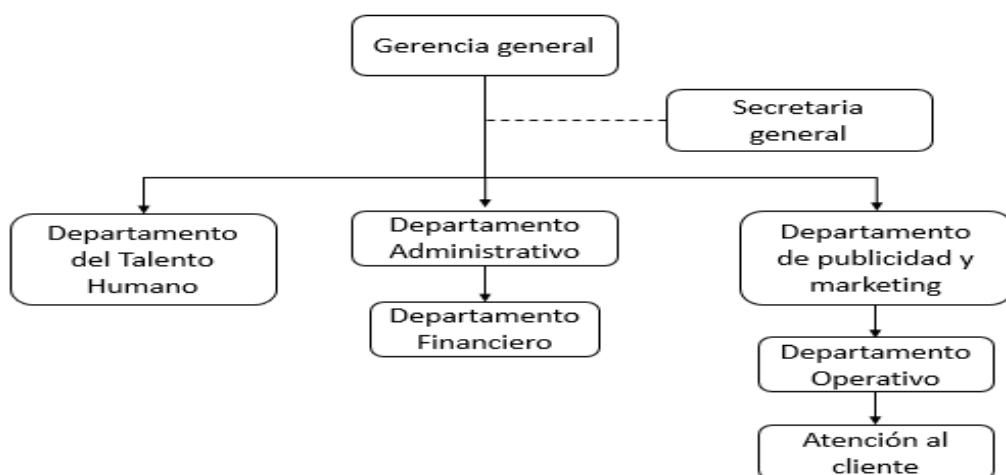 Gerencia general
Secretaria
general
Departamento
del Talento
Humano
Departamento
Administrativo
Departamento
de publicidad y
marketing
Departamento
Financiero
Departamento
Operativo
Atención al
cliente